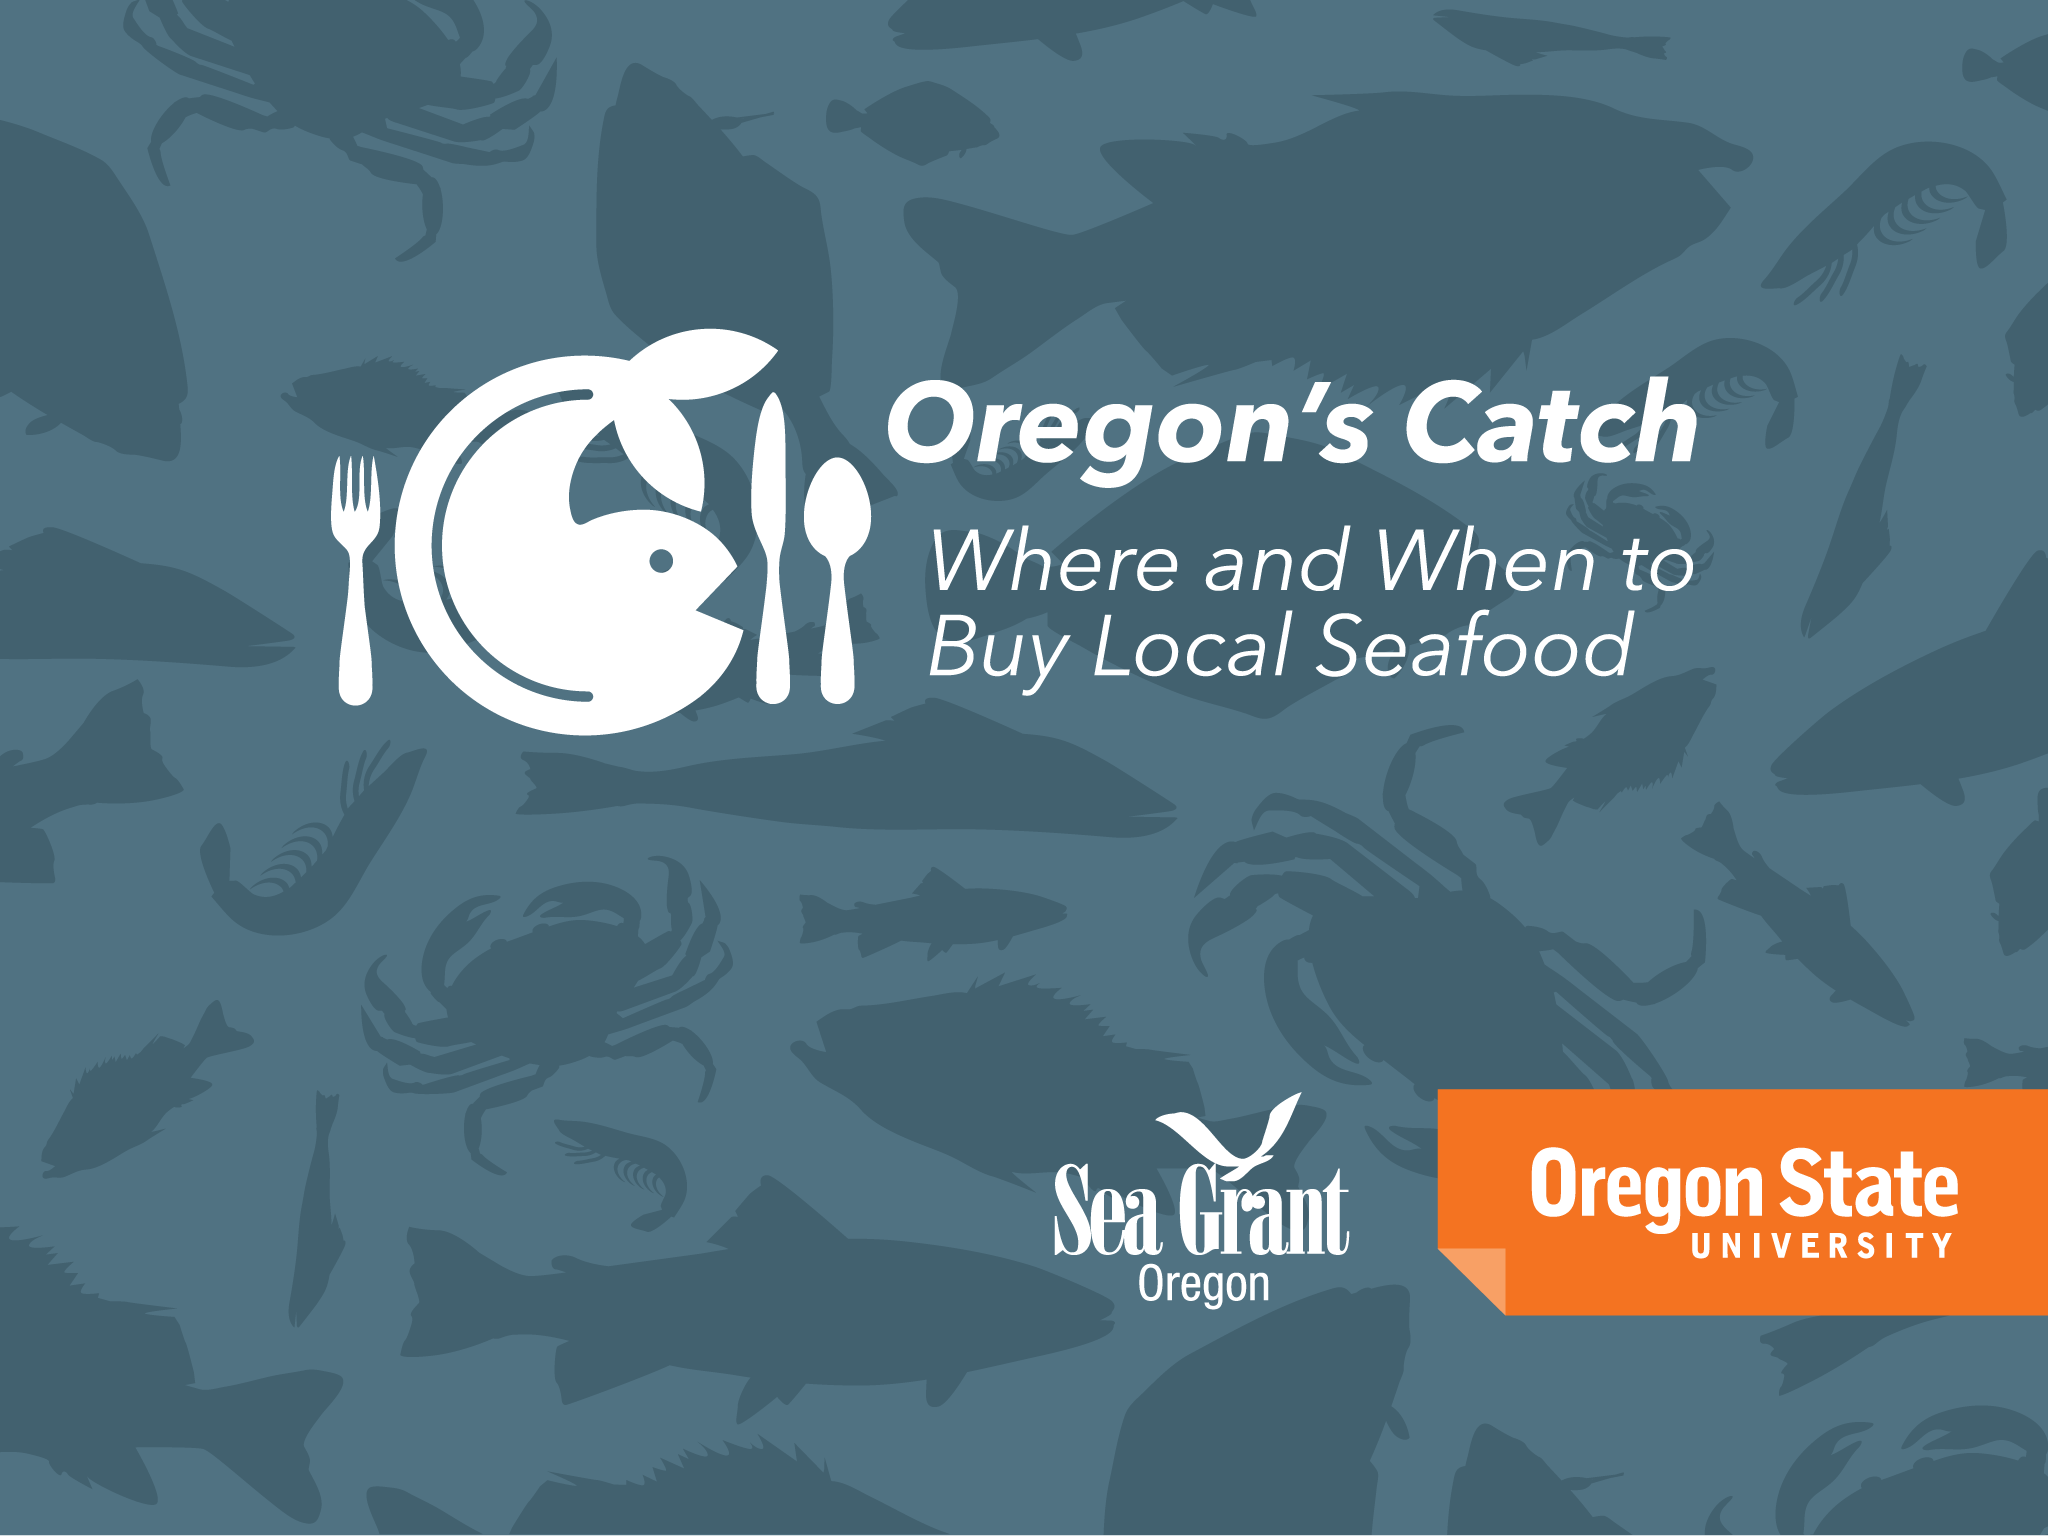 Oregon‘s Catch
Where and When to
Buy Local Seafood
Sea Grant
Oregon
Oregon State
UNIVERSITY